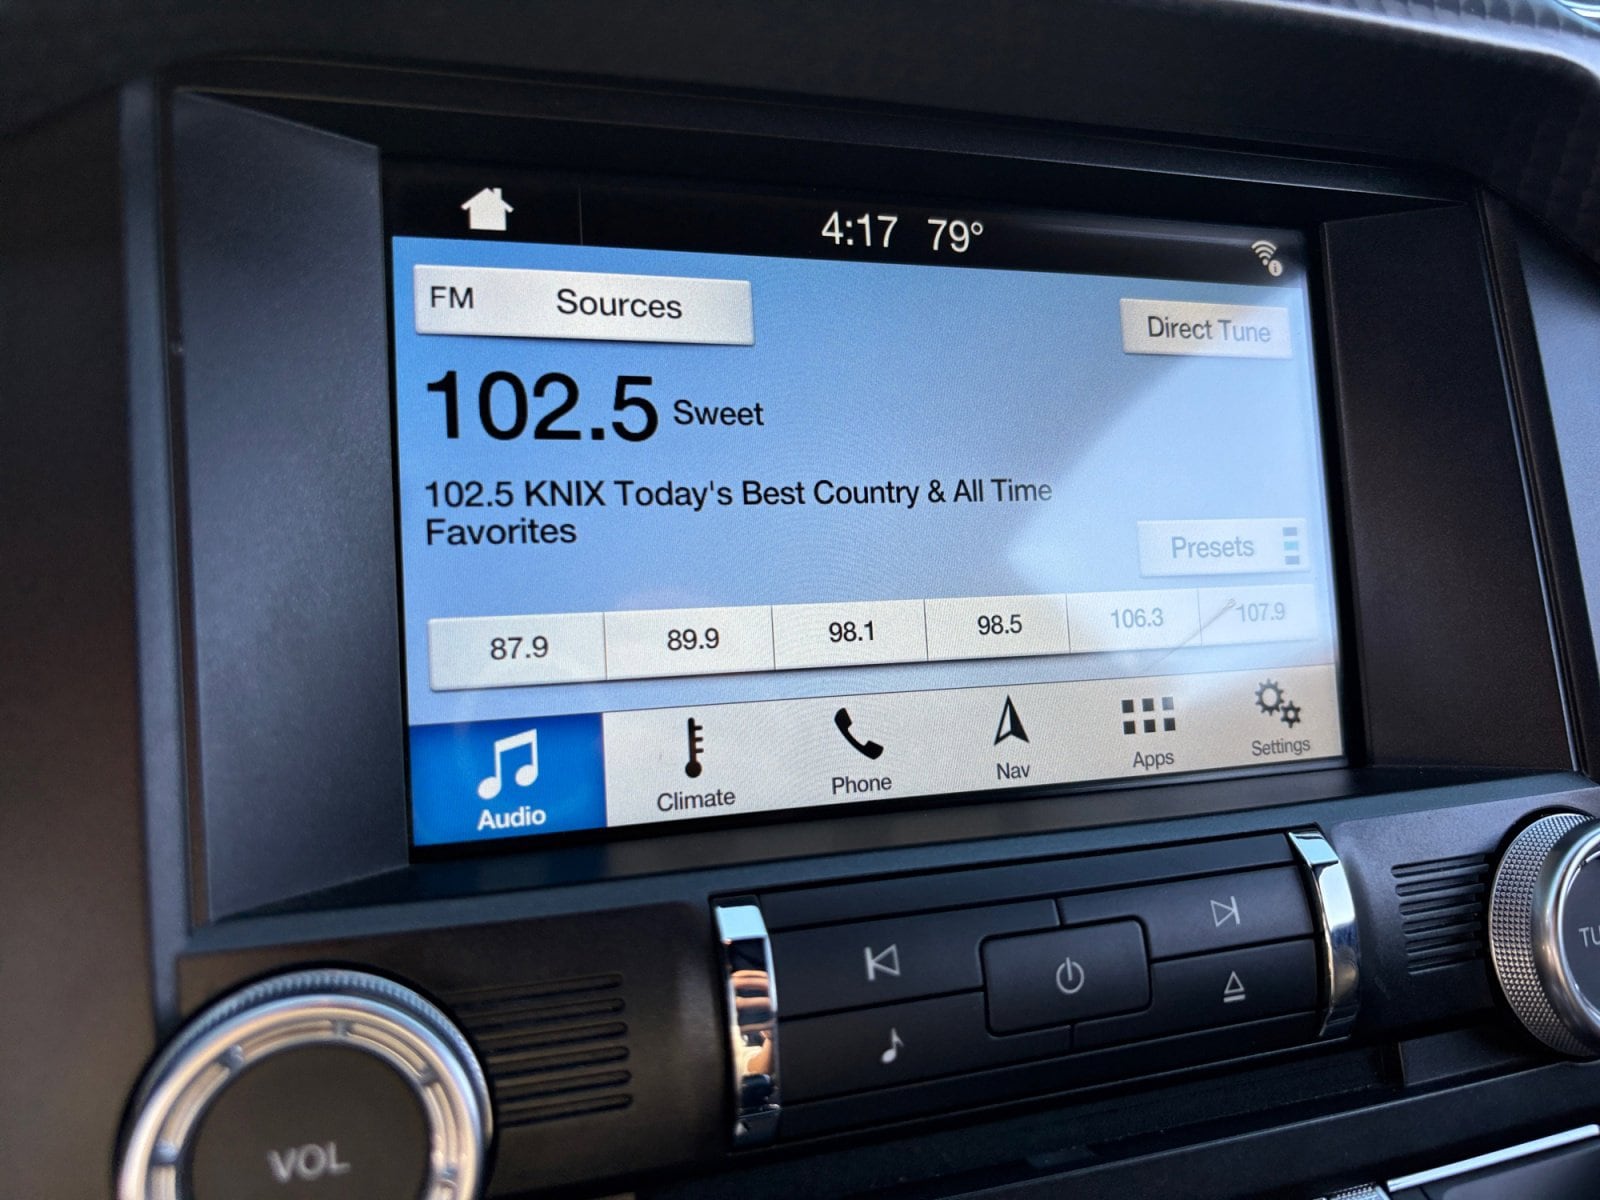 4:17 79°
FM Sources
Direct Tune
102.5 Sweet
102.5 KNIX Today's Best Country & All Time
Favorites
Presets
87.9 89.9 98.1 98.5 106.3 107.9
Audio Climate Phone Nav Apps Settings
VOL